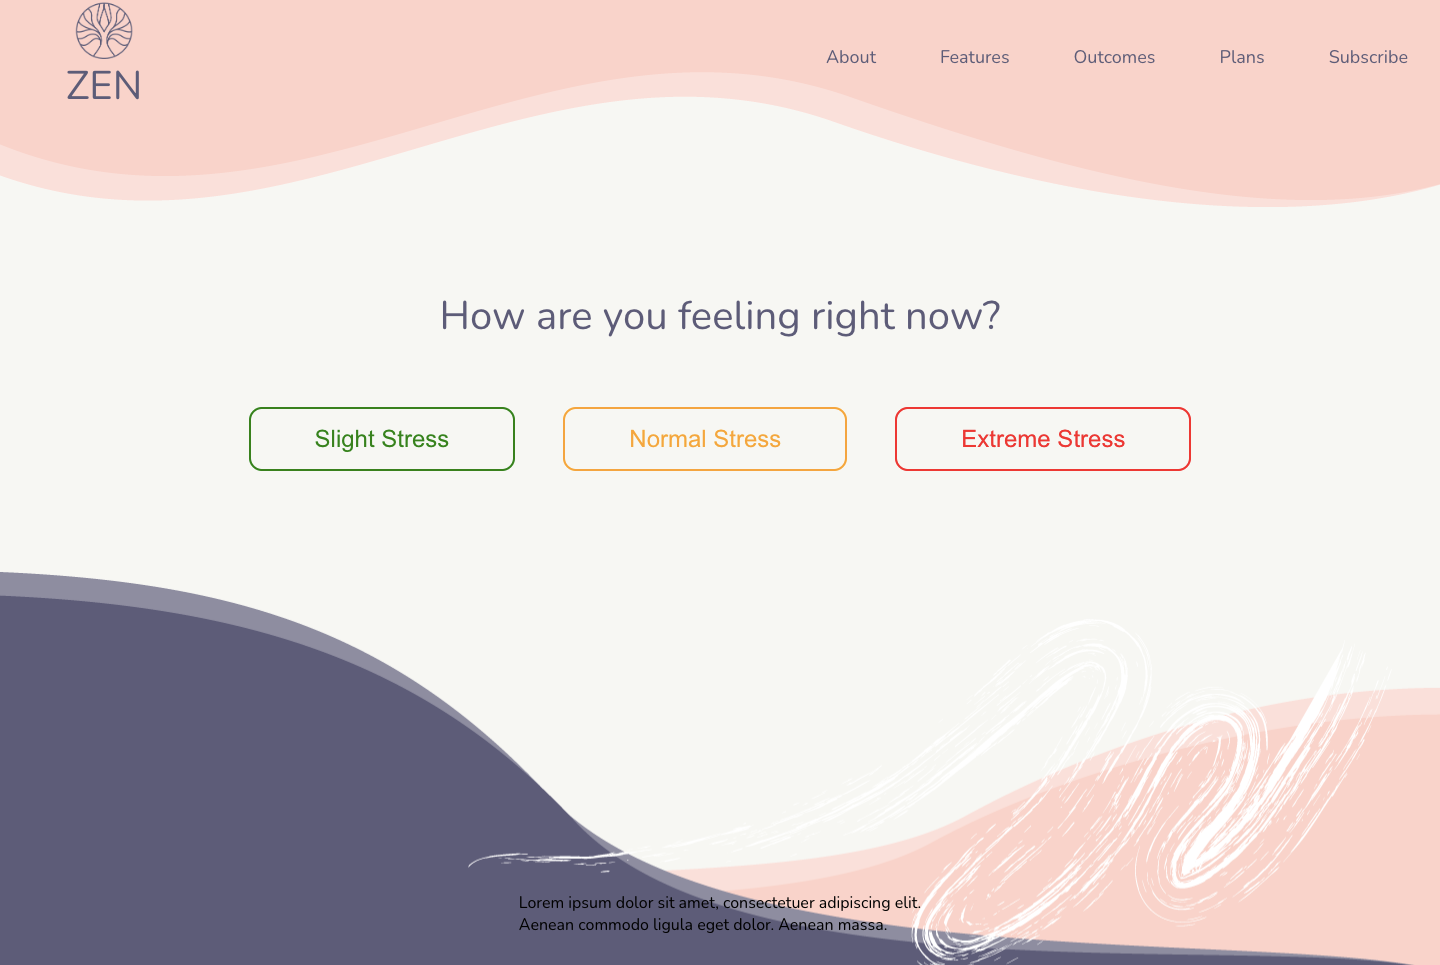 ZEN
About Features Outcomes Plans Subscribe
How are you feeling right now?
Slight Stress Normal Stress Extreme Stress
Lorem ipsum dolor sit amet, consectetuer adipiscing elit.
Aenean commodo ligula eget dolor. Aenean massa.